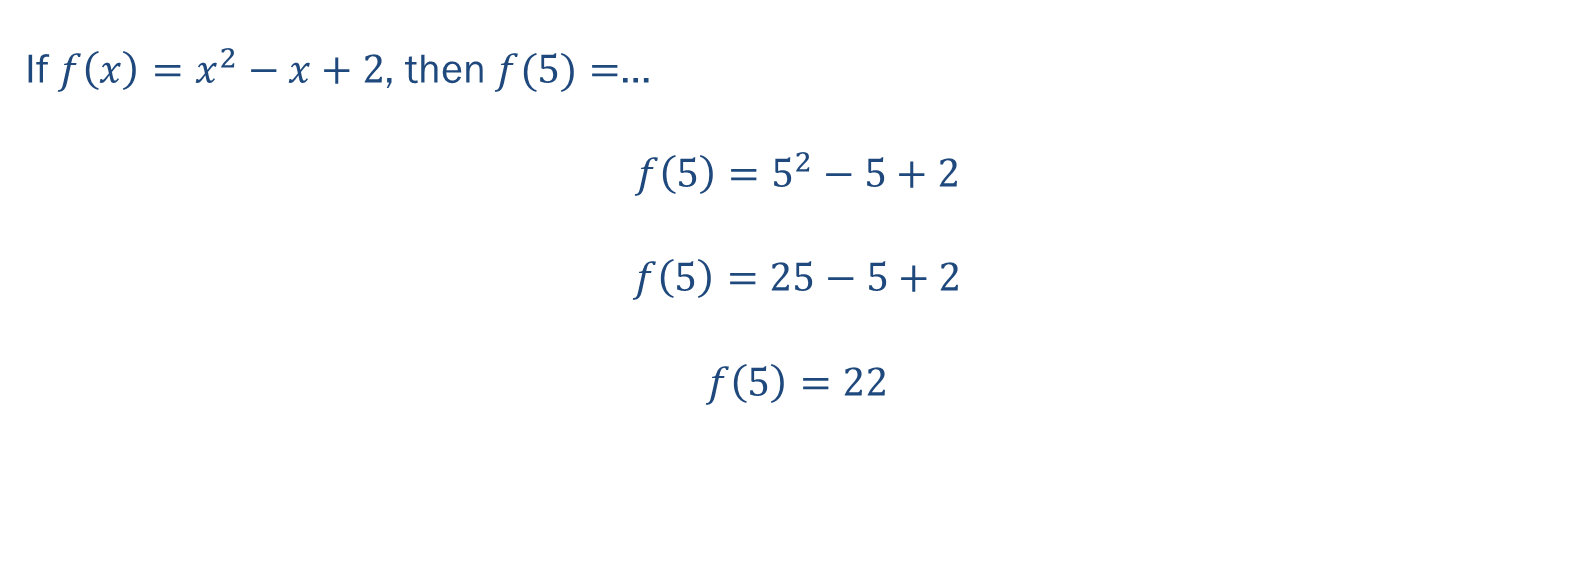 If f(x) = x² − x + 2, then f(5) =...
f(5) = 5² − 5 + 2
f(5) = 25 − 5 + 2
f(5) = 22